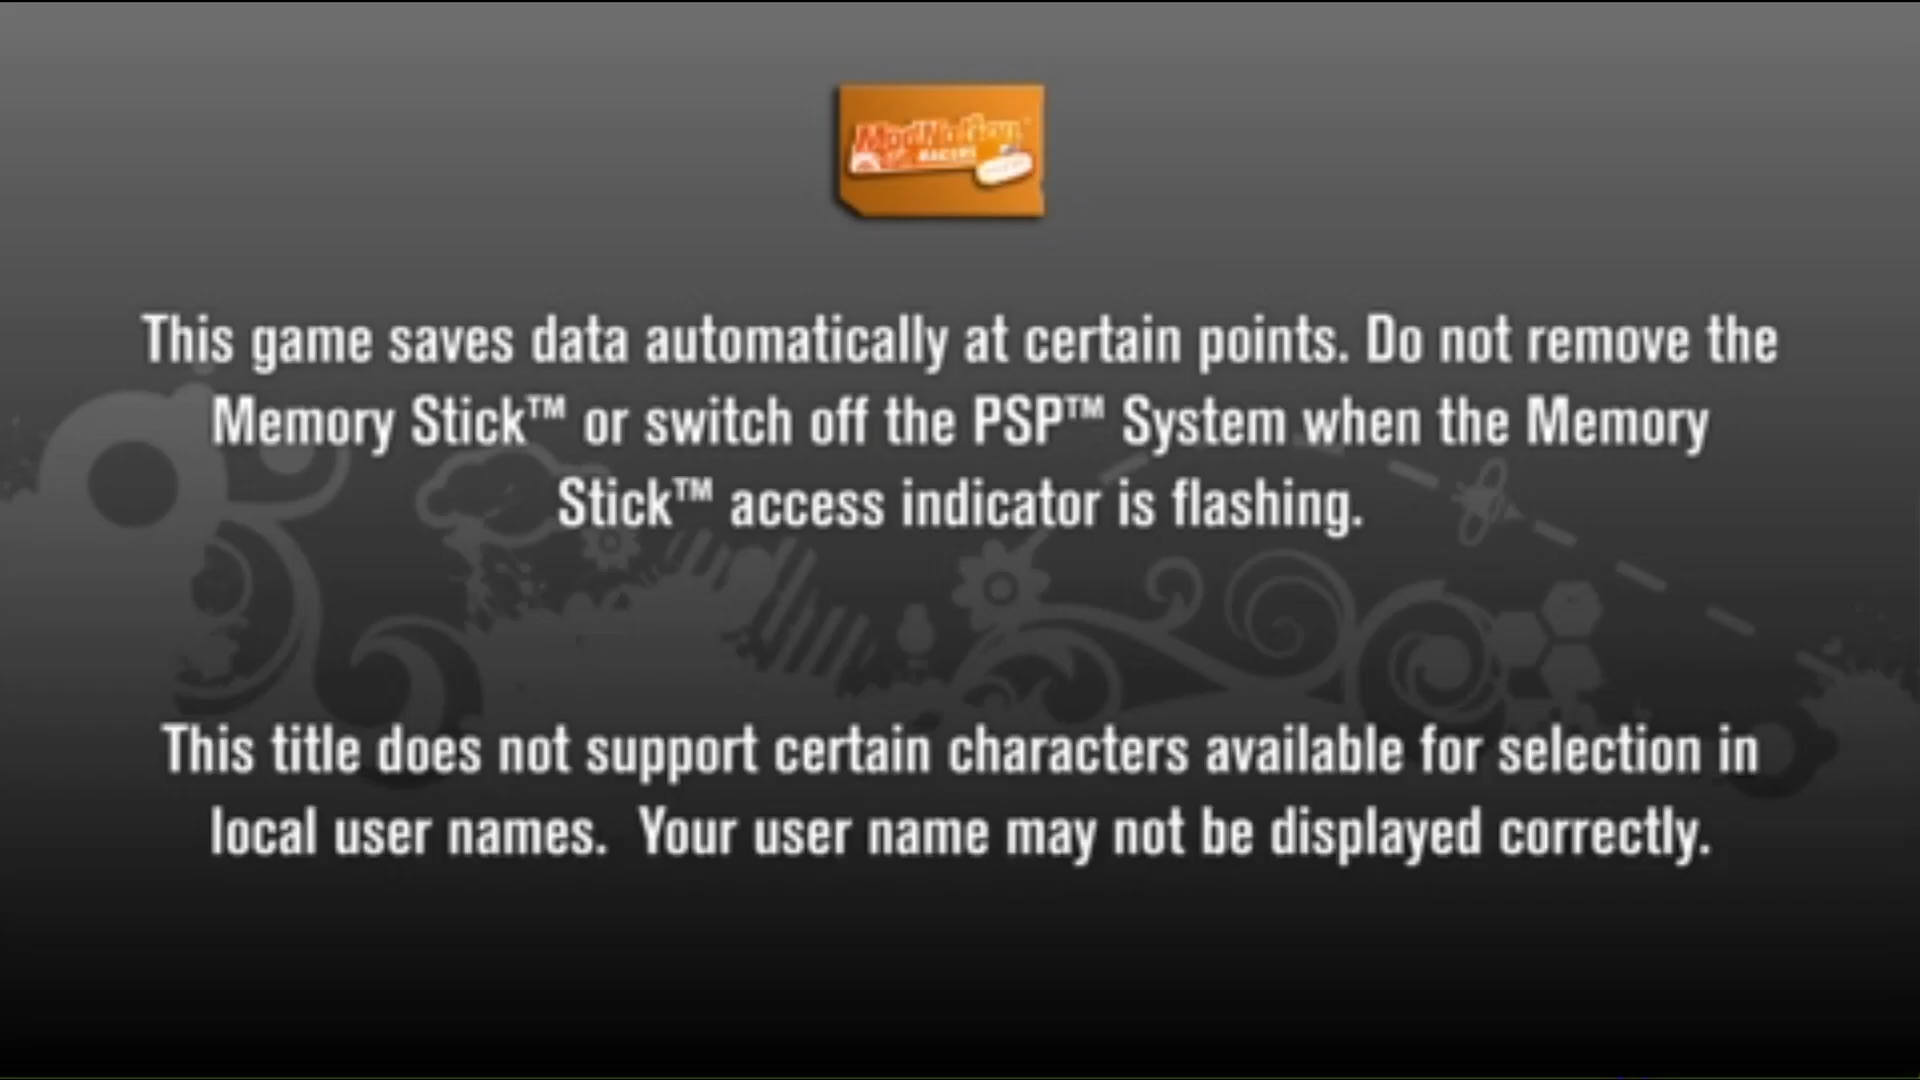 ModNation
RACERS
This game saves data automatically at certain points. Do not remove the
Memory Stick™ or switch off the PSP™ System when the Memory
Stick™ access indicator is flashing.
This title does not support certain characters available for selection in
local user names.  Your user name may not be displayed correctly.